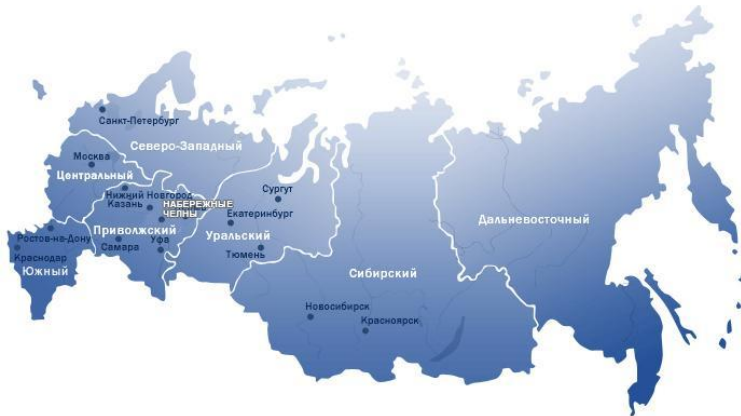 Санкт-Петербург
Северо-Западный
Москва
Центральный
Сургут
Нижний Новгород
Казань
НАБЕРЕЖНЫЕ
ЧЕЛНЫ
Екатеринбург
Дальневосточный
Приволжский
Уральский
Ростов-на-Дону
Самара
Уфа
Тюмень
Краснодар
Южный
Сибирский
Новосибирск
Красноярск